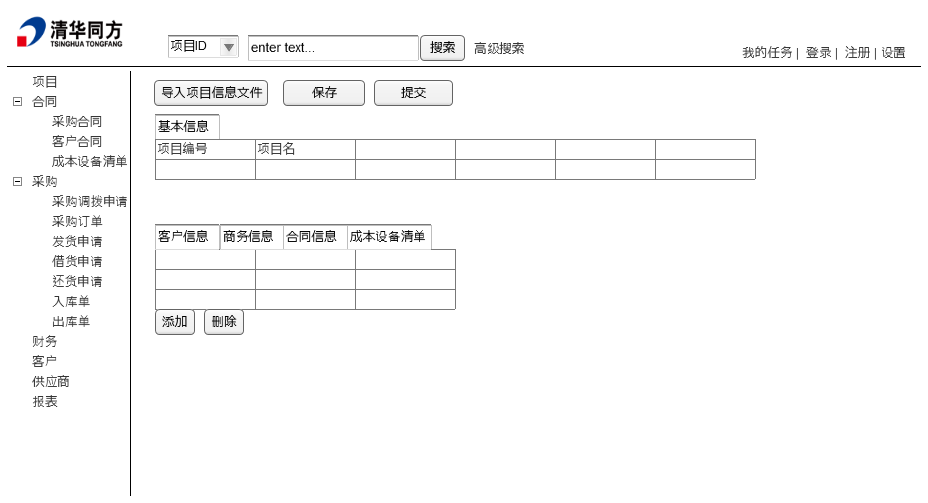 清华同方
TSINGHUA TONGFANG
项目ID
enter text...
搜索
高级搜索
我的任务 | 登录 | 注册 | 设置
项目
合同
采购合同
客户合同
成本设备清单
采购
采购调拨申请
采购订单
发货申请
借货申请
还货申请
入库单
出库单
财务
客户
供应商
报表
导入项目信息文件
保存
提交
基本信息
项目编号 项目名
客户信息 商务信息 合同信息 成本设备清单
添加 删除